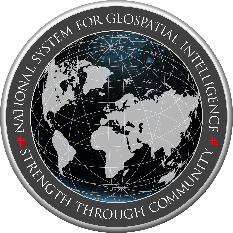 NATIONAL SYSTEM FOR GEOSPATIAL INTELLIGENCE
STRENGTH THROUGH COMMUNITY